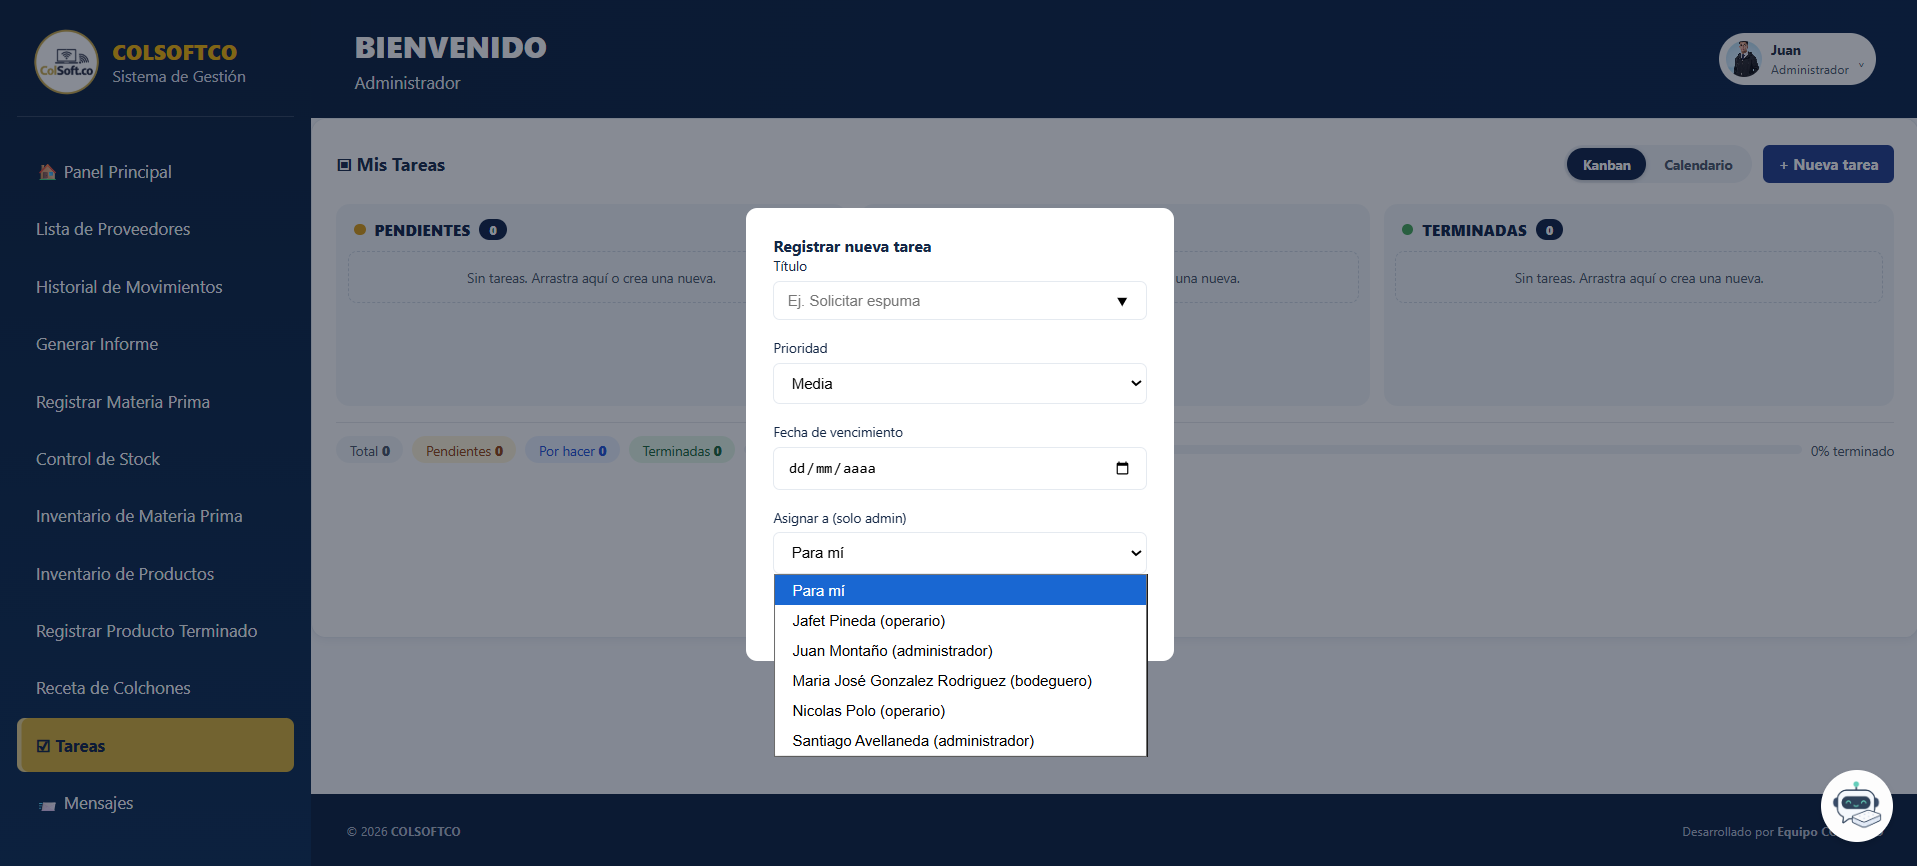 ColSoft.co
COLSOFTCO
Sistema de Gestión
BIENVENIDO
Administrador
Juan
Administrador
Panel Principal
Lista de Proveedores
Historial de Movimientos
Generar Informe
Registrar Materia Prima
Control de Stock
Inventario de Materia Prima
Inventario de Productos
Registrar Producto Terminado
Receta de Colchones
Tareas
Mensajes
Mis Tareas
Kanban
Calendario
+ Nueva tarea
PENDIENTES 0
Sin tareas. Arrastra aquí o crea una nueva.
una nueva.
TERMINADAS 0
Sin tareas. Arrastra aquí o crea una nueva.
Total 0
Pendientes 0
Por hacer 0
Terminadas 0
0% terminado
Registrar nueva tarea
Título
Ej. Solicitar espuma
Prioridad
Media
Fecha de vencimiento
dd/mm/aaaa
Asignar a (solo admin)
Para mí
Para mí
Jafet Pineda (operario)
Juan Montaño (administrador)
Maria José Gonzalez Rodriguez (bodeguero)
Nicolas Polo (operario)
Santiago Avellaneda (administrador)
© 2026 COLSOFTCO
Desarrollado por Equipo